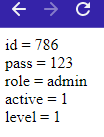 id = 786
pass = 123
role = admin
active = 1
level = 1